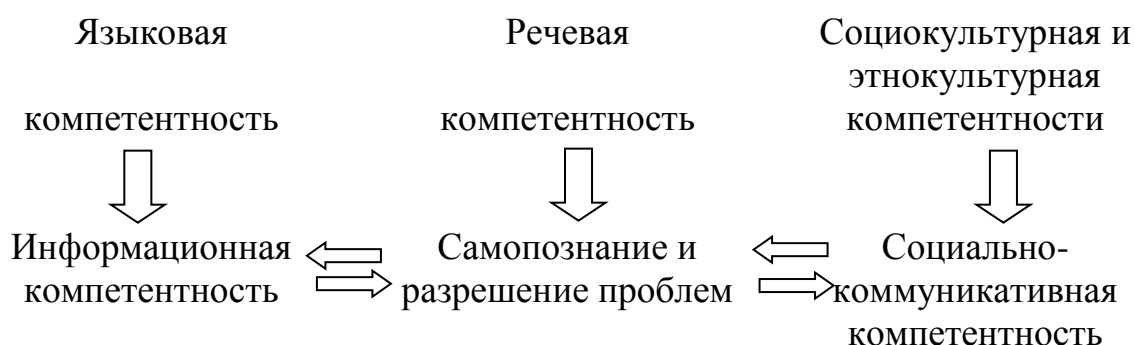 Языковая
компетентность
Речевая
компетентность
Социокультурная и
этнокультурная
компетентности
Информационная
компетентность
Самопознание и
разрешение проблем
Социально-
коммуникативная
компетентность